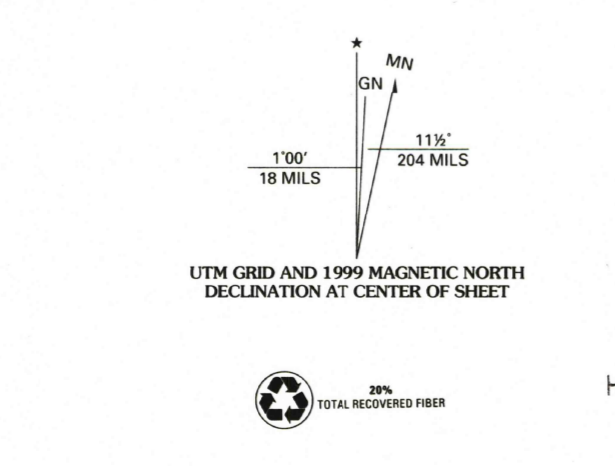 ★
MN
GN
11½°
204 MILS
1°00′
18 MILS
UTM GRID AND 1999 MAGNETIC NORTH
DECLINATION AT CENTER OF SHEET
20%
TOTAL RECOVERED FIBER